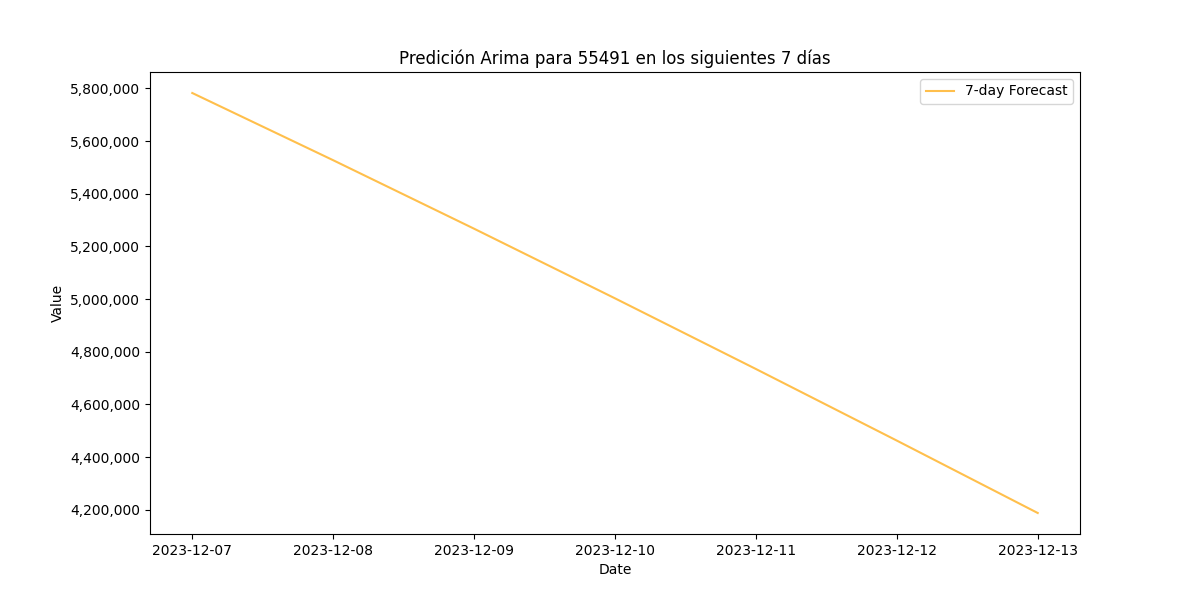 Predición Arima para 55491 en los siguientes 7 días
7-day Forecast
Value
5,800,000
5,600,000
5,400,000
5,200,000
5,000,000
4,800,000
4,600,000
4,400,000
4,200,000
2023-12-07 2023-12-08 2023-12-09 2023-12-10 2023-12-11 2023-12-12 2023-12-13
Date